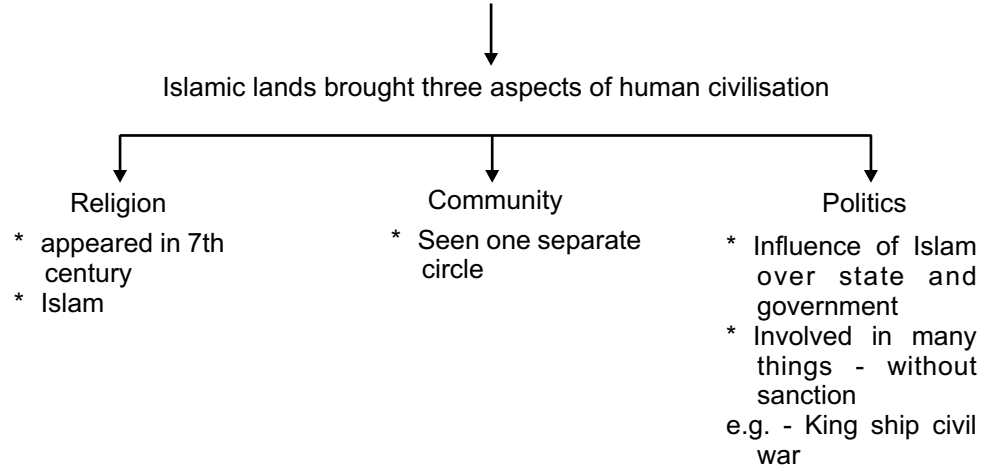 Islamic lands brought three aspects of human civilisation
Religion
* appeared in 7th
century
* Islam
Community
* Seen one separate
circle
Politics
* Influence of Islam
over state and
government
* Involved in many
things - without
sanction
e.g. - King ship civil
war